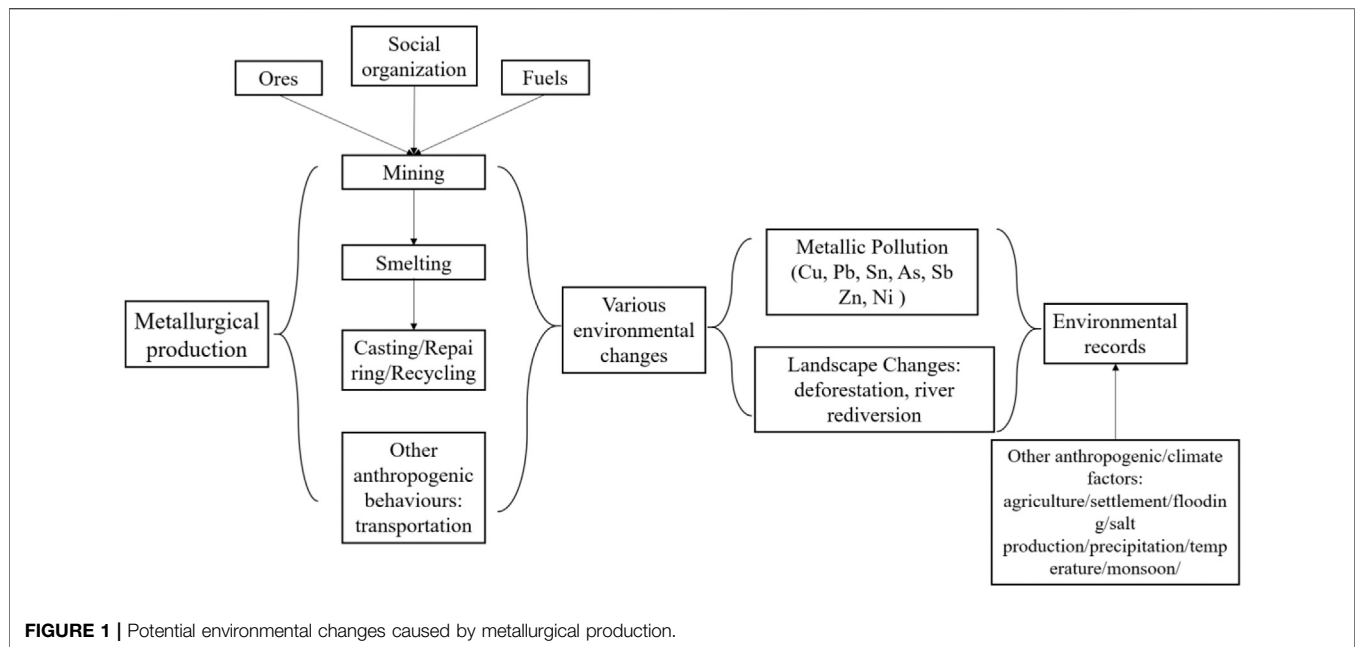 Social
organization
Ores
Fuels
Mining
Smelting
Casting/Repai
ring/Recycling
Metallurgical
production
Other
anthropogenic
behaviours:
transportation
Various
environmental
changes
Metallic Pollution
(Cu, Pb, Sn, As, Sb
Zn, Ni )
Landscape Changes:
deforestation, river
rediversion
Environmental
records
Other anthropogenic/climate
factors:
agriculture/settlement/floodin
g/salt
production/precipitation/temp
erature/monsoon/
FIGURE 1 | Potential environmental changes caused by metallurgical production.